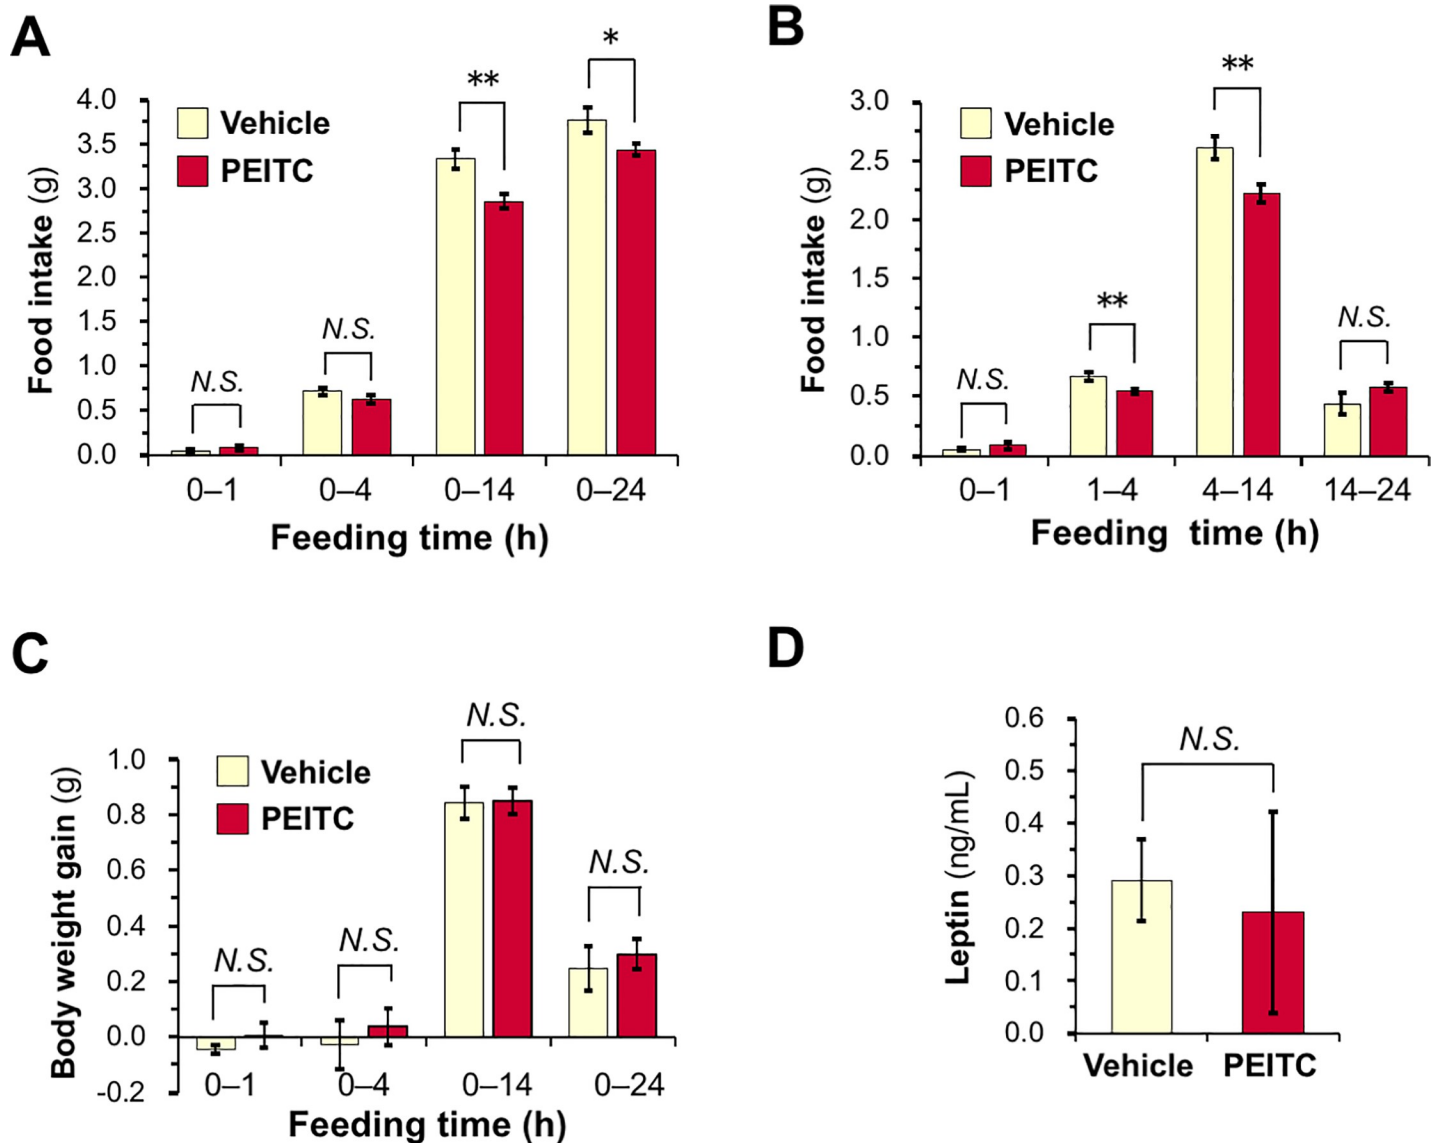 A
**
*
4.0
3.5
3.0
2.5
2.0
1.5
1.0
0.5
0.0
Food intake (g)
Vehicle
PEITC
N.S.
N.S.
0–1
0–4
0–14
0–24
Feeding time (h)
B
**
3.0
2.5
2.0
1.5
1.0
0.5
0.0
Food intake (g)
Vehicle
PEITC
N.S.
**
N.S.
0–1
1–4
4–14
14–24
Feeding time (h)
C
N.S.
1.0
0.8
0.6
0.4
0.2
0.0
-0.2
Body weight gain (g)
Vehicle
PEITC
N.S.
N.S.
N.S.
0–1
0–4
0–14
0–24
Feeding time (h)
D
0.6
0.5
0.4
0.3
0.2
0.1
0.0
Leptin (ng/mL)
N.S.
Vehicle
PEITC